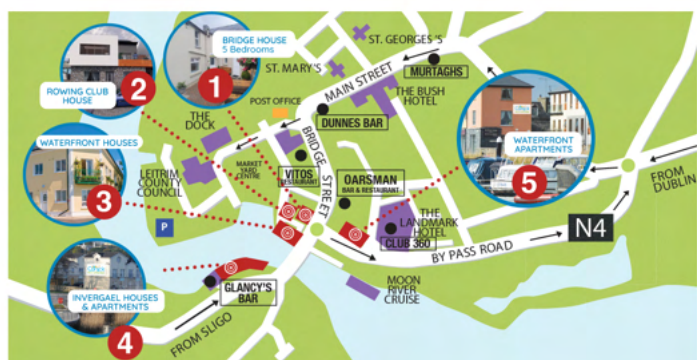 BRIDGE HOUSE
5 Bedrooms
1
ROWING CLUB
HOUSE
2
WATERFRONT HOUSES
3
INVERGAEL HOUSES
& APARTMENTS
4
WATERFRONT
APARTMENTS
5
ST. GEORGES'S
ST. MARY'S
MURTAGHS
MAIN STREET
THE BUSH
HOTEL
POST OFFICE
DUNNES BAR
THE
DOCK
BRIDGE STREET
MARKET
YARD CENTRE
VITOS
RESTAURANT
OARSMAN
BAR & RESTAURANT
LEITRIM
COUNTY
COUNCIL
P
THE
LANDMARK
HOTEL
CLUB 360
BY PASS ROAD
N4
FROM
DUBLIN
MOON
RIVER
CRUISE
GLANCY'S
BAR
FROM SLIGO